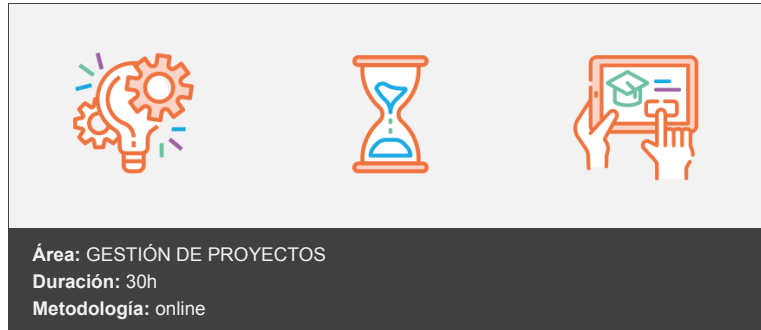 Área: GESTIÓN DE PROYECTOS
Duración: 30h
Metodología: online